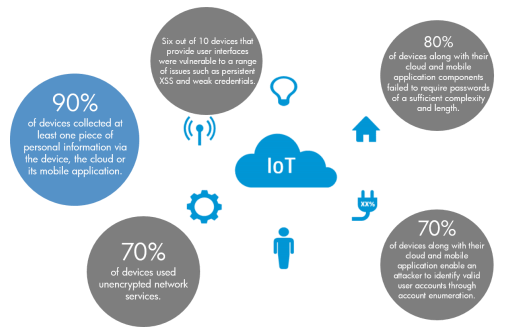 Six out of 10 devices that
provide user interfaces
were vulnerable to a range
of issues such as persistent
XSS and weak credentials.
80%
of devices along with their
cloud and mobile
application components
failed to require passwords
of a sufficient complexity
and length.
90%
of devices collected at
least one piece of
personal information via
the device, the cloud or
its mobile application.
IoT
XX%
70%
of devices used
unencrypted network
services.
70%
of devices along with their
cloud and mobile
application enable an
attacker to identify valid
user accounts through
account enumeration.